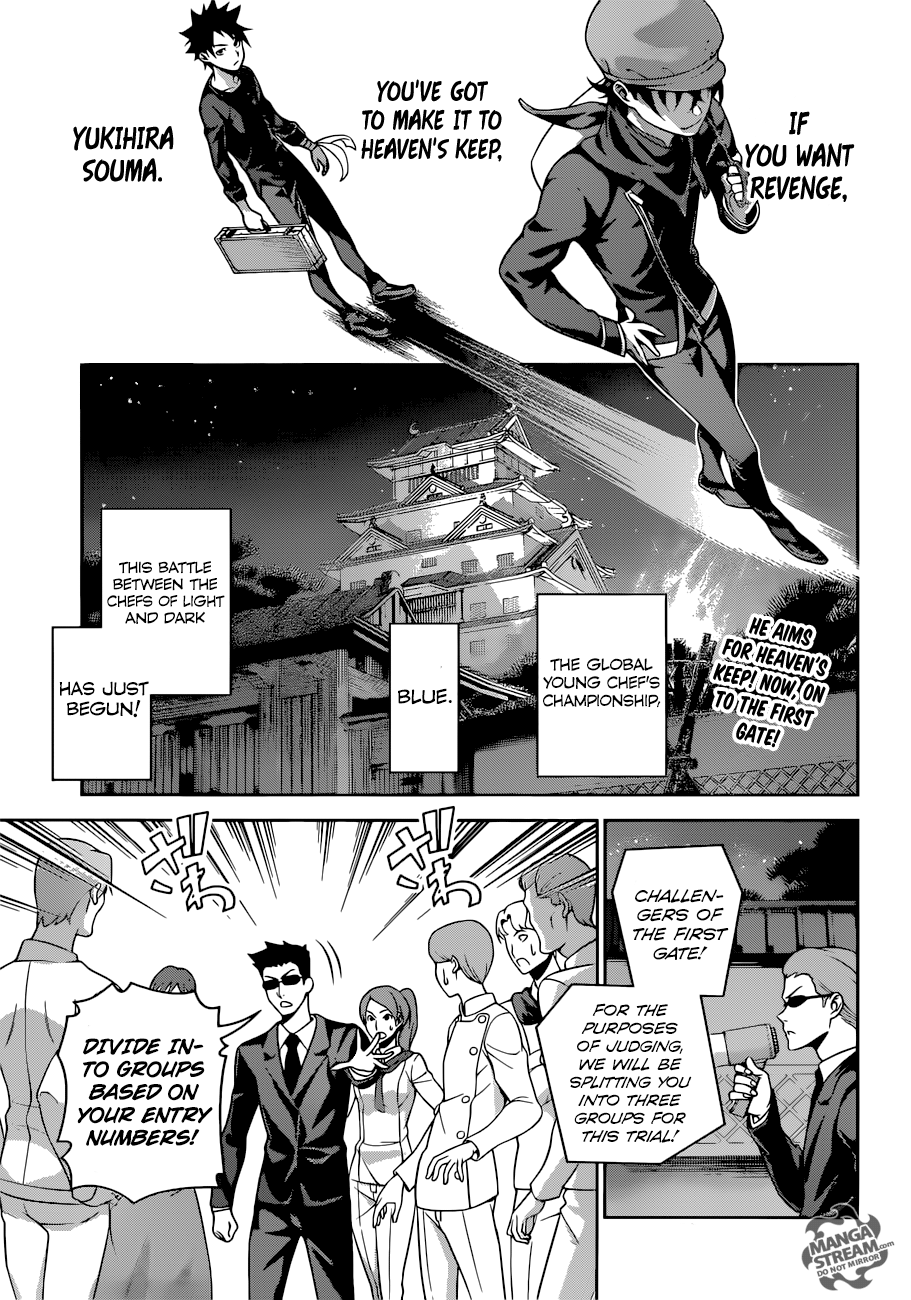 IF
YOU WANT
REVENGE,
YOU'VE GOT
TO MAKE IT TO
HEAVEN'S KEEP,
YUKIHIRA
SOUMA.
HE AIMS
FOR HEAVEN'S
KEEP! NOW, ON
TO THE FIRST
GATE!
THE GLOBAL
YOUNG CHEF'S
CHAMPIONSHIP,
BLUE.
THIS BATTLE
BETWEEN THE
CHEFS OF LIGHT
AND DARK
HAS JUST
BEGUN!
CHALLEN-
GERS OF
THE FIRST
GATE!
FOR THE
PURPOSES
OF JUDGING,
WE WILL BE
SPLITTING YOU
INTO THREE
GROUPS FOR
THIS TRIAL!
ざわ
ざわ
DIVIDE IN-
TO GROUPS
BASED ON
YOUR ENTRY
NUMBERS!
MANGA
STREAM.com
DO NOT MIRROR